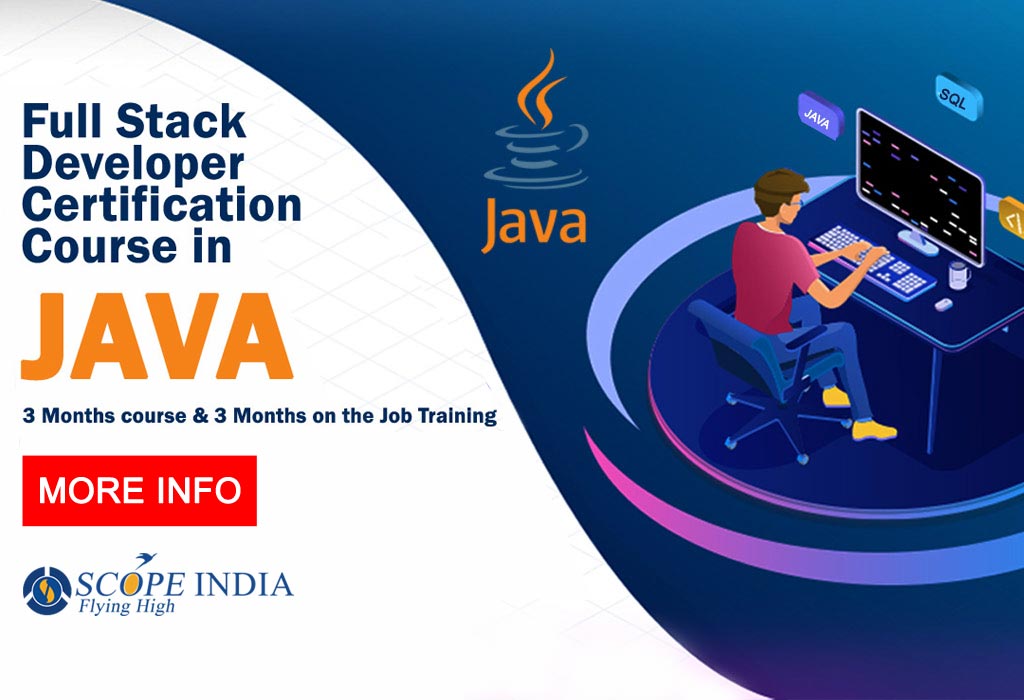 Full Stack
Developer
Certification
Course in
JAVA
3 Months course & 3 Months on the Job Training
MORE INFO
SCOPE INDIA
Flying High
Java
JAVA
SQL
</>